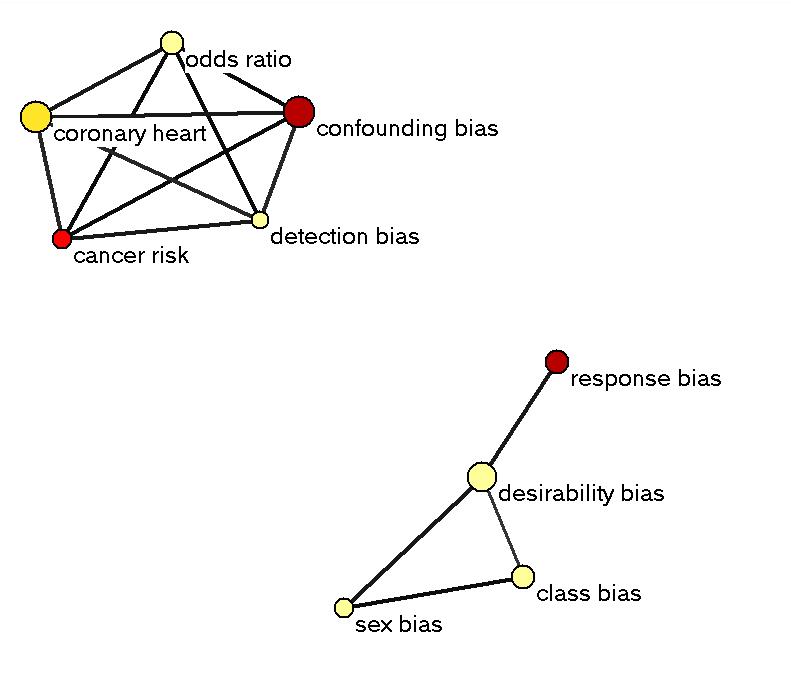 odds ratio
coronary heart
confounding bias
detection bias
cancer risk
response bias
desirability bias
class bias
sex bias